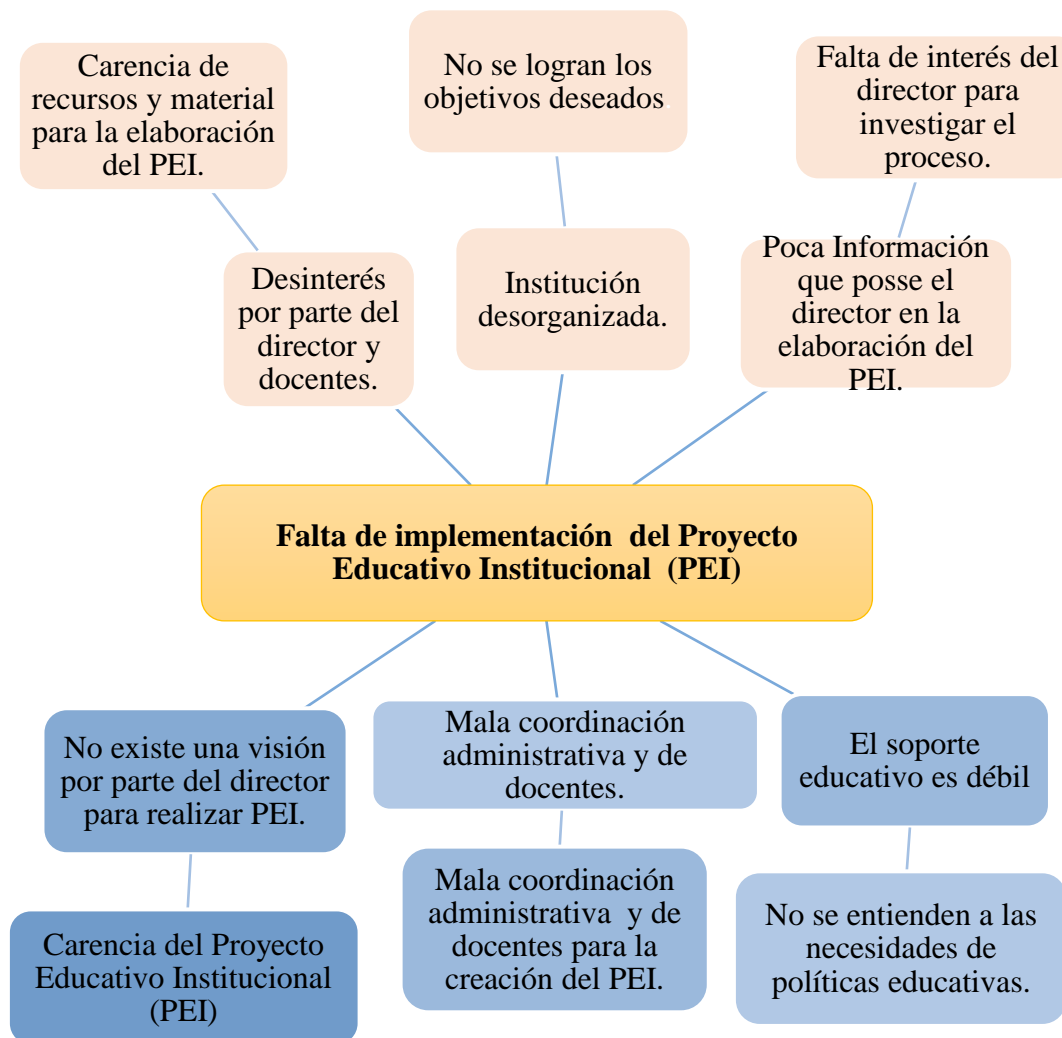 Carencia de
recursos y material
para la elaboración
del PEI.
No se logran los
objetivos deseados.
Falta de interés del
director para
investigar el
proceso.
Desinterés
por parte del
director y
docentes.
Institución
desorganizada.
Poca Información
que posse el
director en la
elaboración del
PEI.
Falta de implementación del Proyecto
Educativo Institucional (PEI)
No existe una visión
por parte del director
para realizar PEI.
Mala coordinación
administrativa y de
docentes.
El soporte
educativo es débil
Carencia del Proyecto
Educativo Institucional
(PEI)
Mala coordinación
administrativa y de
docentes para la
creación del PEI.
No se entienden a las
necesidades de
políticas educativas.